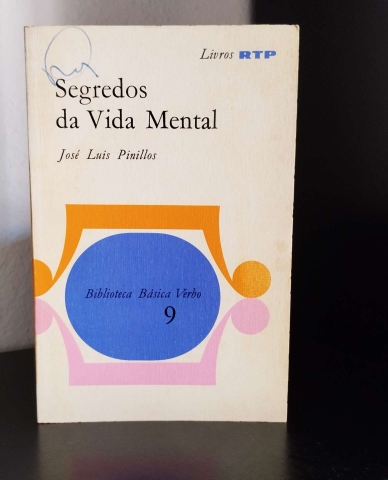 Livros RTP
Segredos
da Vida Mental
José Luis Pinillos
Biblioteca Básica Verbo
9